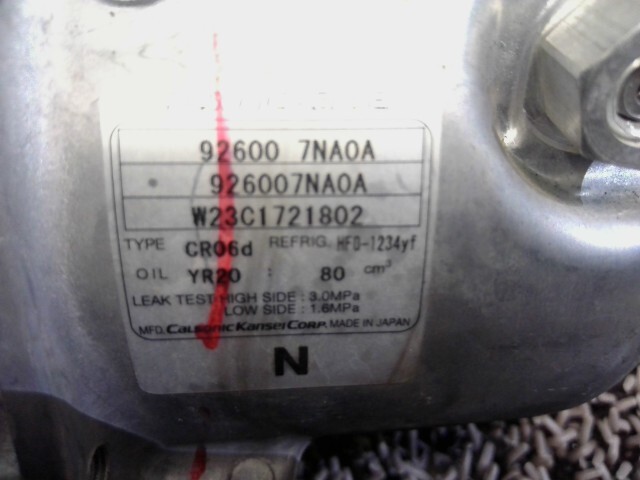 92600 7NA0A
926007NA0A
W23C1721802
TYPE CR06d REFRIG. HFO-1234yf
OIL YR20 : 80 cm³
LEAK TEST HIGH SIDE : 3.0MPa
LOW SIDE : 1.6MPa
MFD. CALSONIC KANSEI CORP. MADE IN JAPAN
N